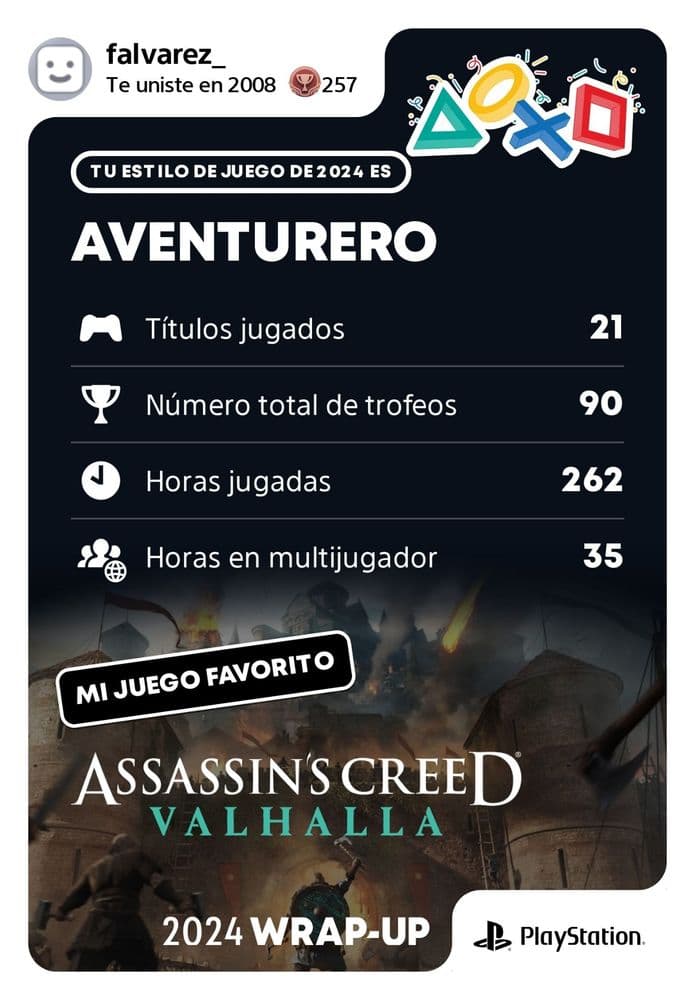 falvarez_
Te uniste en 2008 257
TU ESTILO DE JUEGO DE 2024 ES
AVENTURERO
Títulos jugados 21
Número total de trofeos 90
Horas jugadas 262
Horas en multijugador 35
MI JUEGO FAVORITO
ASSASSIN'S CREED®
VALHALLA
2024 WRAP-UP
PlayStation.